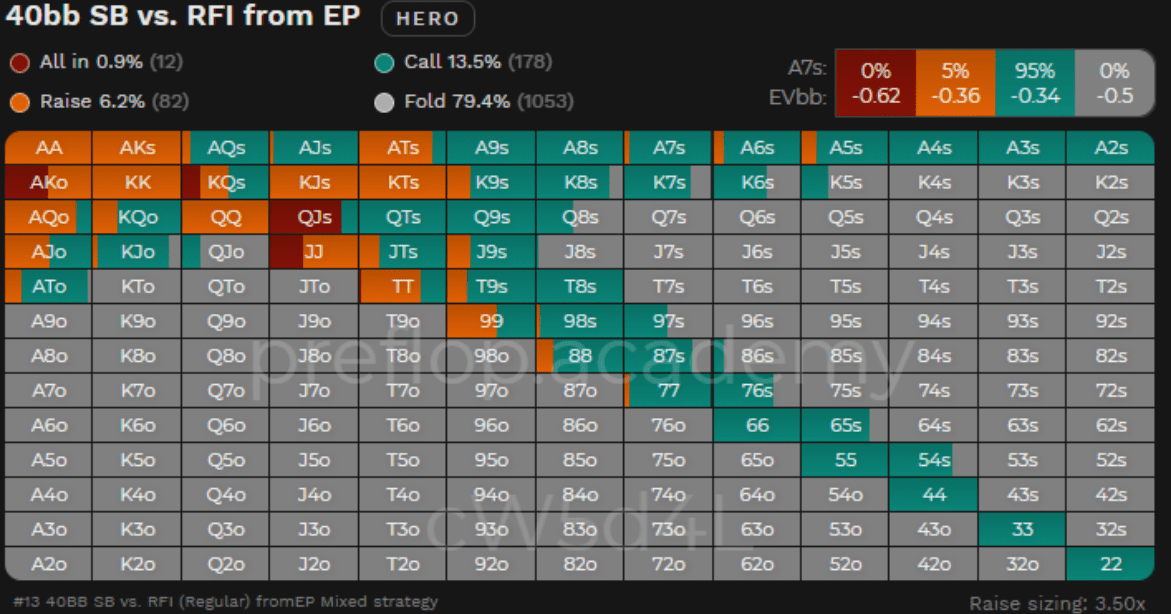 40bb SB vs. RFI from EP HERO
All in 0.9% (12) Call 13.5% (178)
Raise 6.2% (82) Fold 79.4% (1053)
A7s: 0% 5% 95% 0%
EVbb: -0.62 -0.36 -0.34 -0.5
AA AKs AQs AJs ATs A9s A8s A7s A6s A5s A4s A3s A2s
AKo KK KQs KJs KTs K9s K8s K7s K6s K5s K4s K3s K2s
AQo KQo QQ QJs QTs Q9s Q8s Q7s Q6s Q5s Q4s Q3s Q2s
AJo KJo QJo JJ JTs J9s J8s J7s J6s J5s J4s J3s J2s
ATo KTo QTo JTo TT T9s T8s T7s T6s T5s T4s T3s T2s
A9o K9o Q9o J9o T9o 99 98s 97s 96s 95s 94s 93s 92s
A8o K8o Q8o J8o T8o 98o 88 87s 86s 85s 84s 83s 82s
preflop.academy
A7o K7o Q7o J7o T7o 97o 87o 77 76s 75s 74s 73s 72s
A6o K6o Q6o J6o T6o 96o 86o 76o 66 65s 64s 63s 62s
A5o K5o Q5o J5o T5o 95o 85o 75o 65o 55 54s 53s 52s
A4o K4o Q4o J4o T4o 94o 84o 74o 64o 54o 44 43s 42s
cW5d4L
A3o K3o Q3o J3o T3o 93o 83o 73o 63o 53o 43o 33 32s
A2o K2o Q2o J2o T2o 92o 82o 72o 62o 52o 42o 32o 22
#13 40BB SB vs. RFI (Regular) fromEP Mixed strategy
Raise sizing: 3.50x